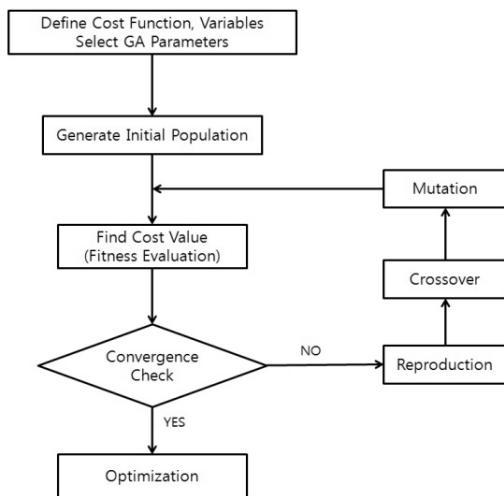 Define Cost Function, Variables
Select GA Parameters
Generate Initial Population
Mutation
Find Cost Value
(Fitness Evaluation)
Crossover
Convergence
Check
NO
Reproduction
YES
Optimization